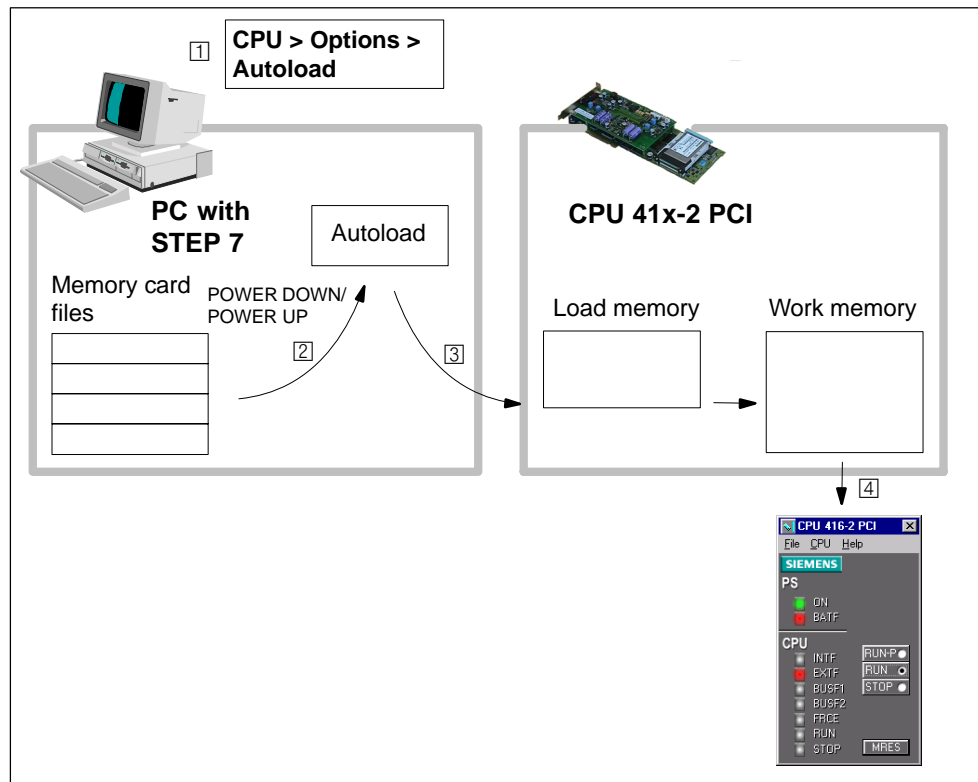 1
CPU > Options >
Autoload
PC with
STEP 7
Autoload
Memory card
files
POWER DOWN/
POWER UP
2
3
CPU 41x-2 PCI
Load memory
Work memory
4
CPU 416-2 PCI
File CPU Help
SIEMENS
PS
ON
BATF
CPU
INTF
EXTF
BUSF1
BUSF2
FRCE
RUN
STOP
RUN-P
RUN
STOP
MRES